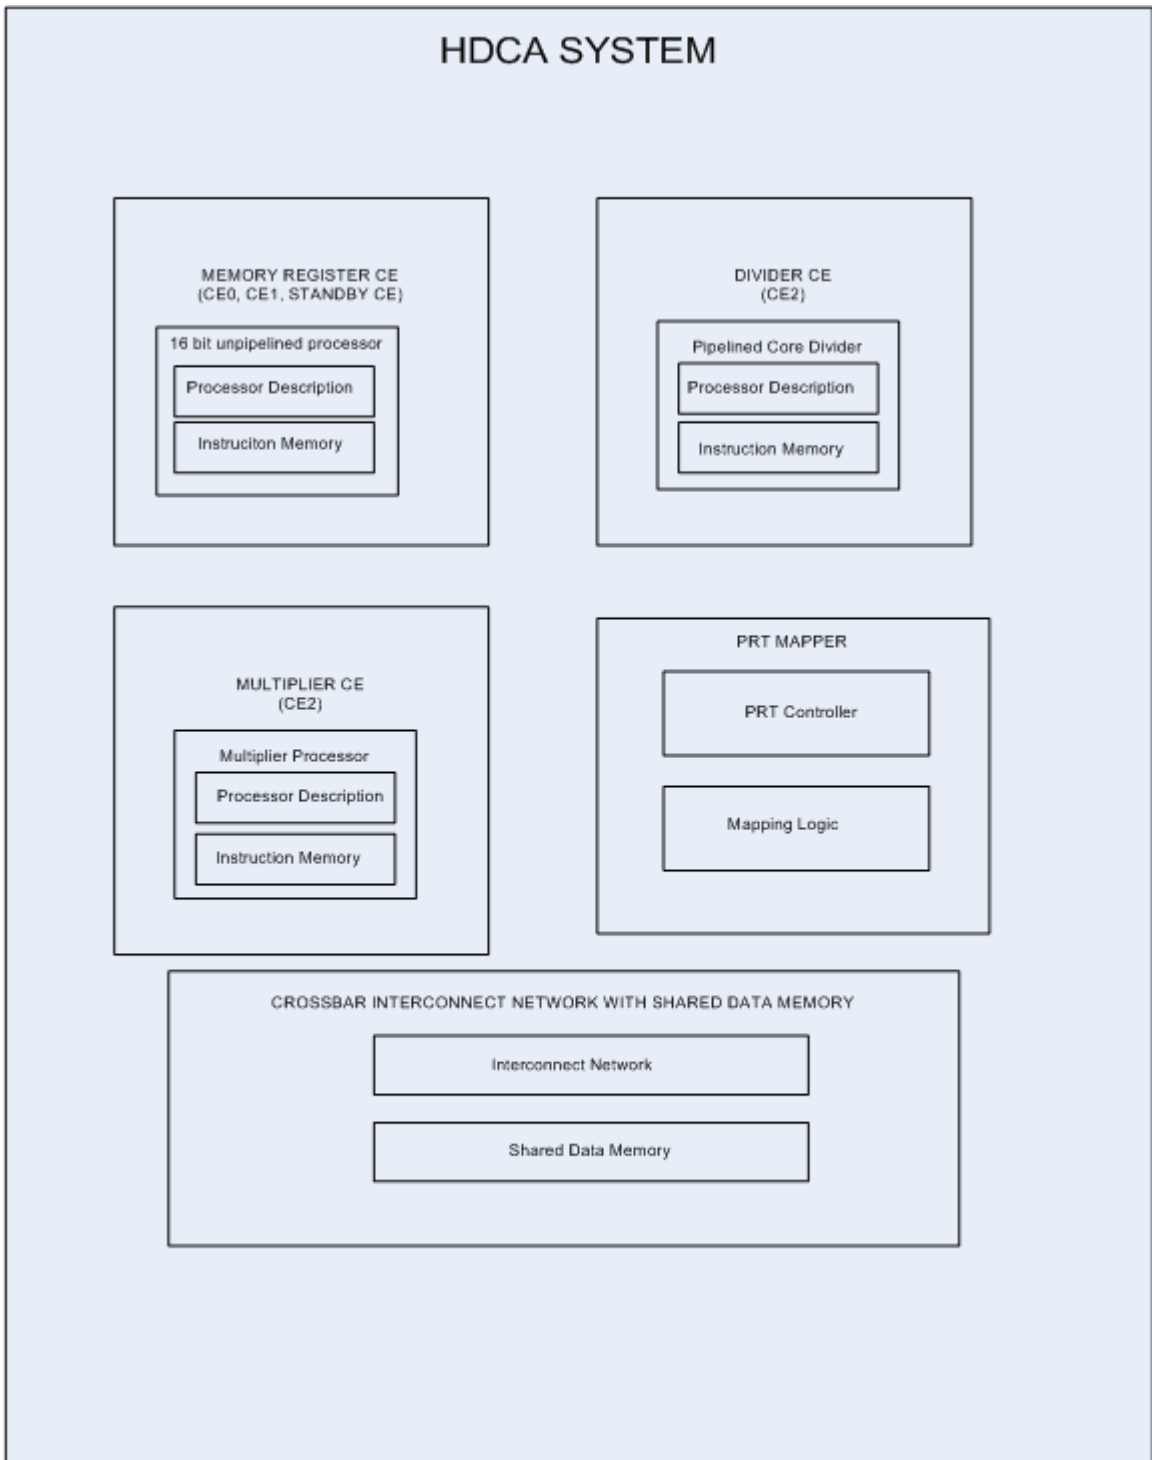 HDCA SYSTEM
MEMORY REGISTER CE
(CE0, CE1, STANDBY CE)
16 bit unpipelined processor
Processor Description
Instruciton Memory
DIVIDER CE
(CE2)
Pipelined Core Divider
Processor Description
Instruction Memory
MULTIPLIER CE
(CE2)
Multiplier Processor
Processor Description
Instruction Memory
PRT MAPPER
PRT Controller
Mapping Logic
CROSSBAR INTERCONNECT NETWORK WITH SHARED DATA MEMORY
Interconnect Network
Shared Data Memory